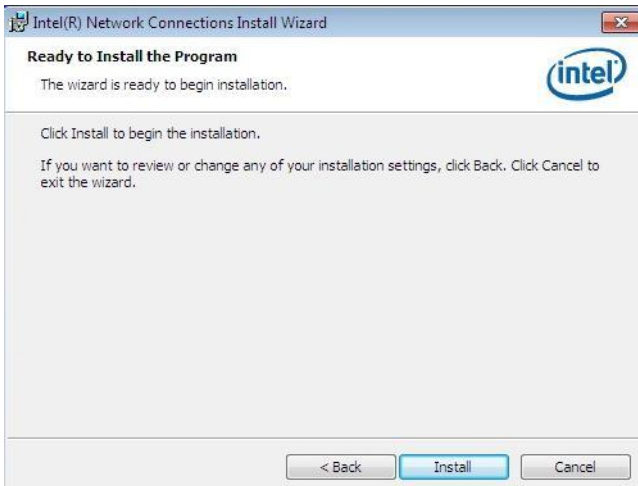 Intel(R) Network Connections Install Wizard
Ready to Install the Program
The wizard is ready to begin installation.
intel
Click Install to begin the installation.
If you want to review or change any of your installation settings, click Back. Click Cancel to
exit the wizard.
< Back Install Cancel